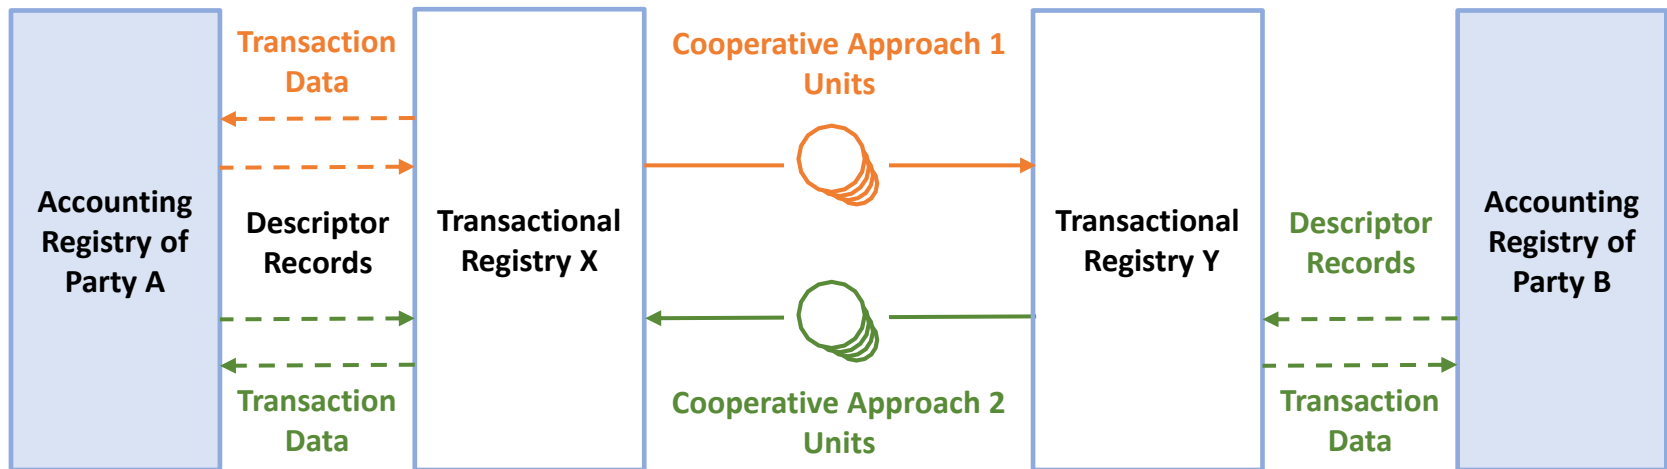 Transaction
Data
Cooperative Approach 1
Units
Accounting
Registry of
Party A
Descriptor
Records
Transactional
Registry X
Transactional
Registry Y
Descriptor
Records
Accounting
Registry of
Party B
Transaction
Data
Cooperative Approach 2
Units
Transaction
Data